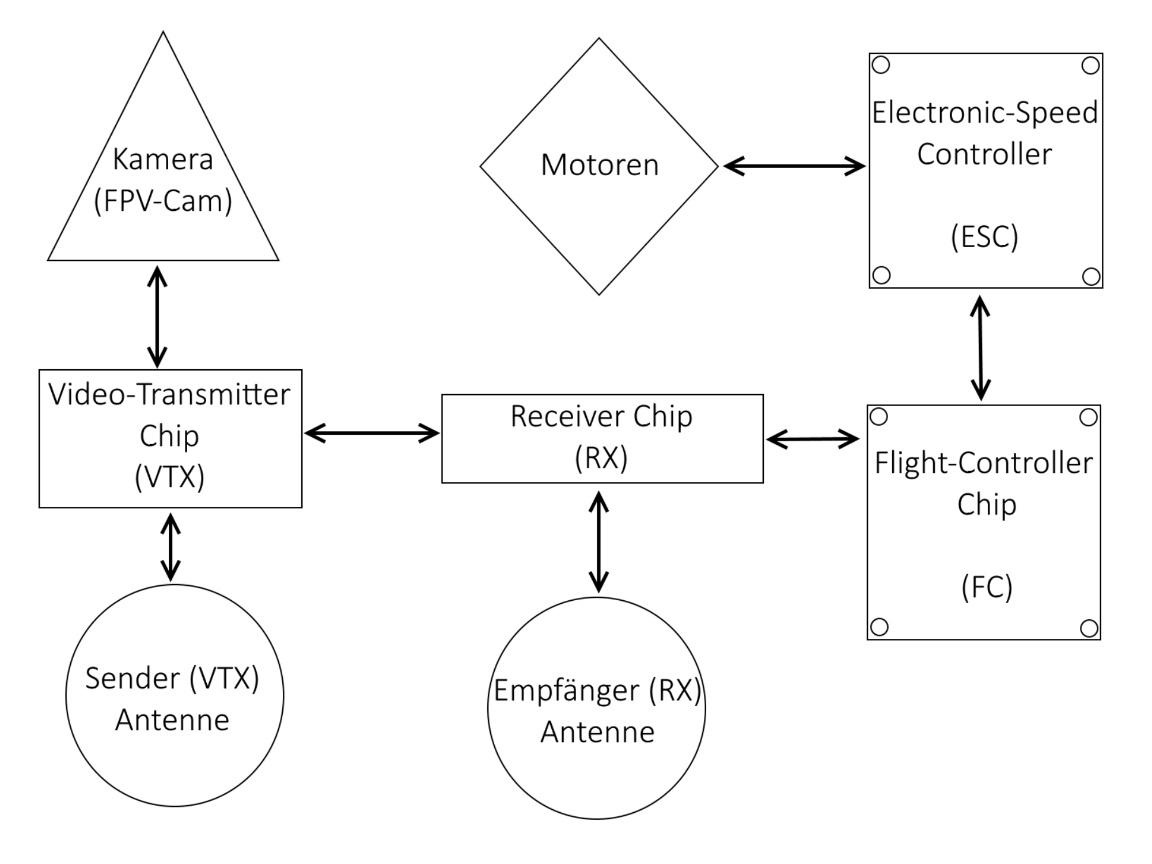 Kamera
(FPV-Cam)
Motoren
Electronic-Speed
Controller
(ESC)
Video-Transmitter
Chip
(VTX)
Receiver Chip
(RX)
Flight-Controller
Chip
(FC)
Sender (VTX)
Antenne
Empfänger (RX)
Antenne